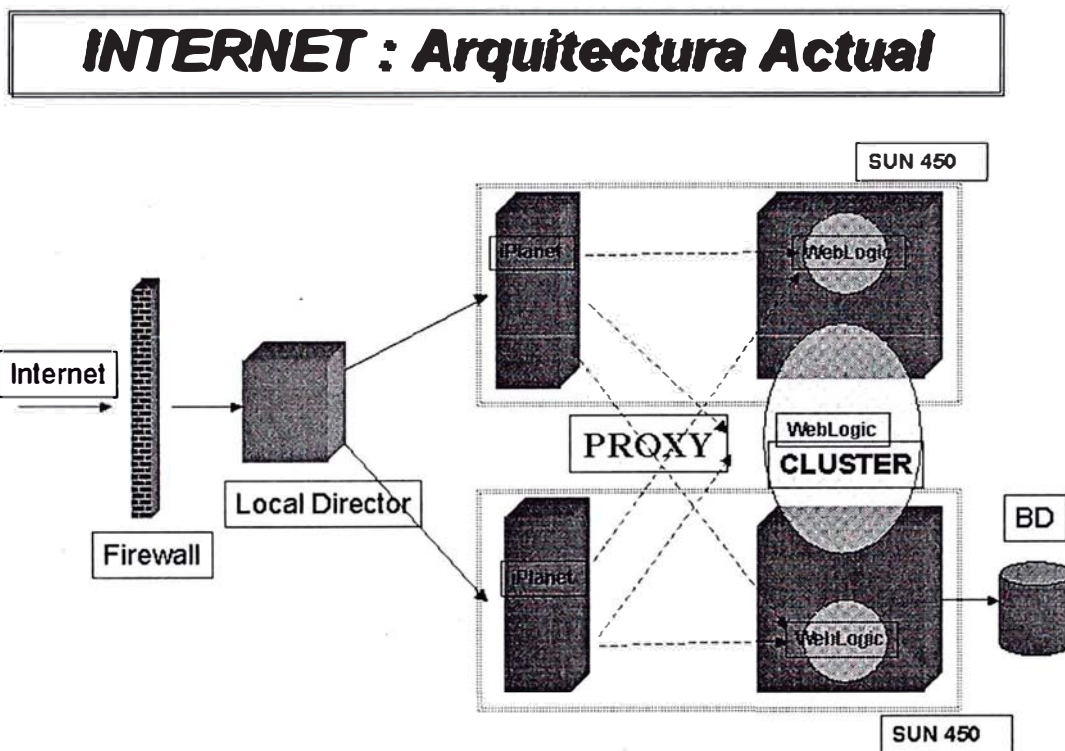 INTERNET : Arquitectura Actual
SUN 450
iPlanet
WebLogic
Internet
PROXY
WebLogic
CLUSTER
Local Director
Firewall
BD
iPlanet
WebLogic
SUN 450